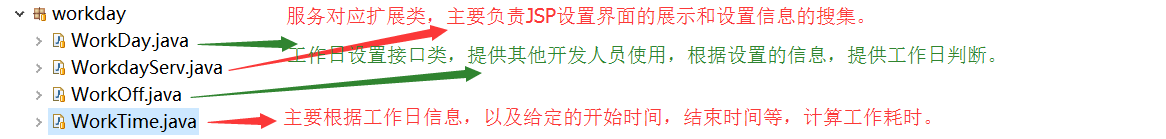 workday
服务对应扩展类，主要负责JSP设置界面的展示和设置信息的搜集。
WorkDay.java
工作日设置接口类，提供其他开发人员使用，根据设置的信息，提供工作日判断。
WorkdayServ.java
WorkOff.java
WorkTime.java
主要根据工作日信息，以及给定的开始时间，结束时间等，计算工作耗时。